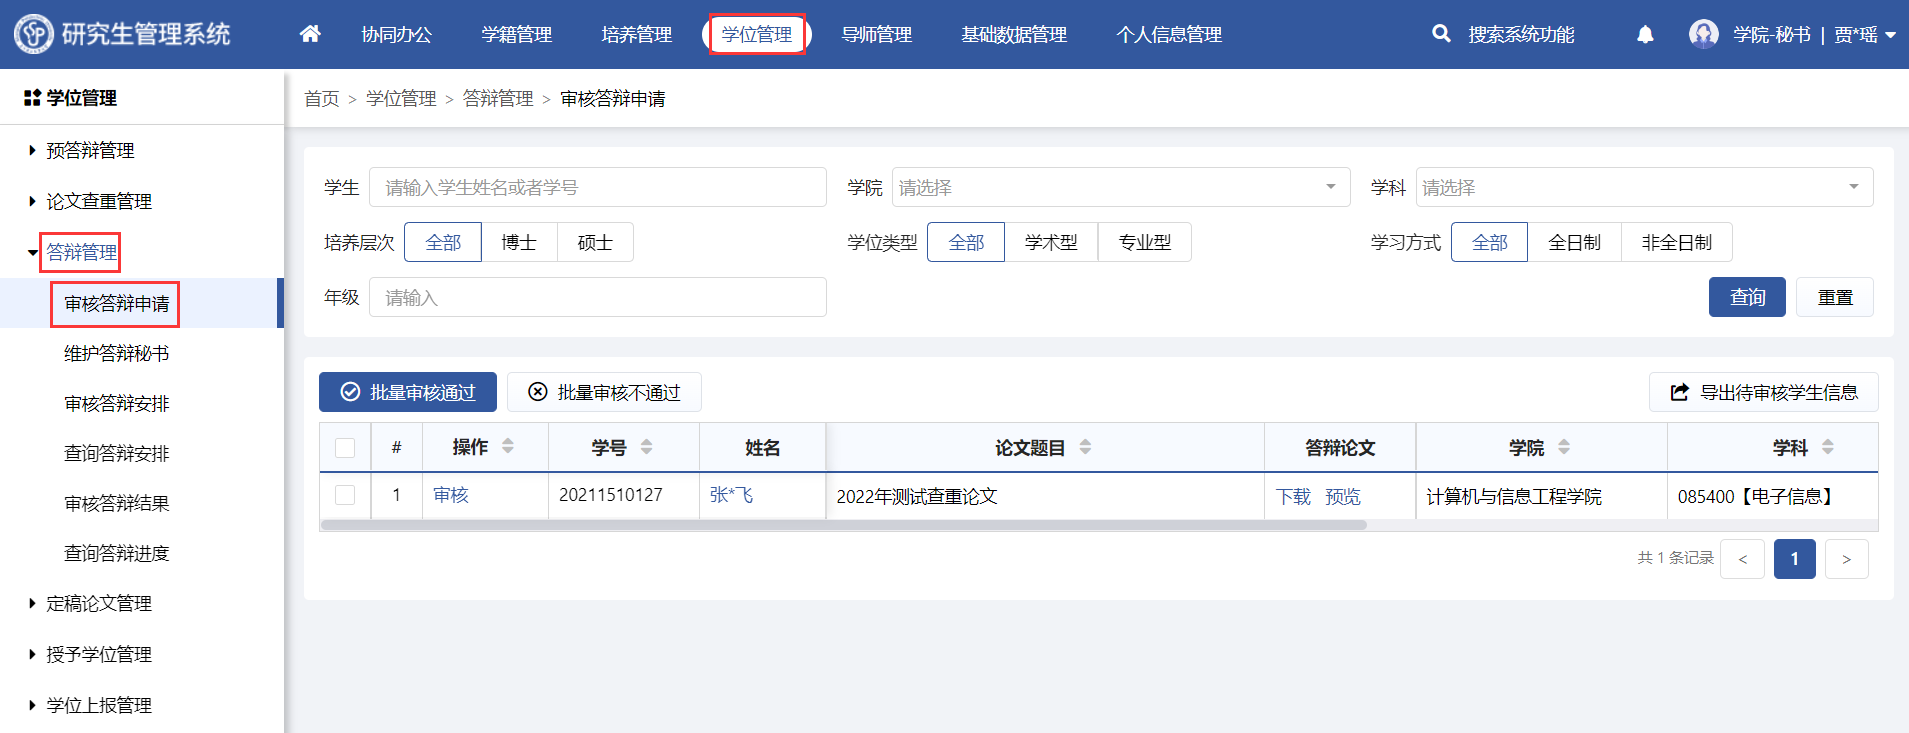 研究生管理系统 协同办公 学籍管理 培养管理 学位管理 导师管理 基础数据管理 个人信息管理 搜索系统功能 学院-秘书 | 贾*瑶
学位管理
预答辩管理
论文查重管理
答辩管理
审核答辩申请
维护答辩秘书
审核答辩安排
查询答辩安排
审核答辩结果
查询答辩进度
定稿论文管理
授予学位管理
学位上报管理
首页 > 学位管理 > 答辩管理 > 审核答辩申请
学生 请输入学生姓名或者学号 学院 请选择 学科 请选择
培养层次 全部 博士 硕士 学位类型 全部 学术型 专业型 学习方式 全部 全日制 非全日制
年级 请输入 查询 重置
批量审核通过 批量审核不通过 导出待审核学生信息
# 操作 学号 姓名 论文题目 答辩论文 学院 学科
1 审核 20211510127 张*飞 2022年测试查重论文 下载 预览 计算机与信息工程学院 085400【电子信息】
共 1 条记录 < 1 >